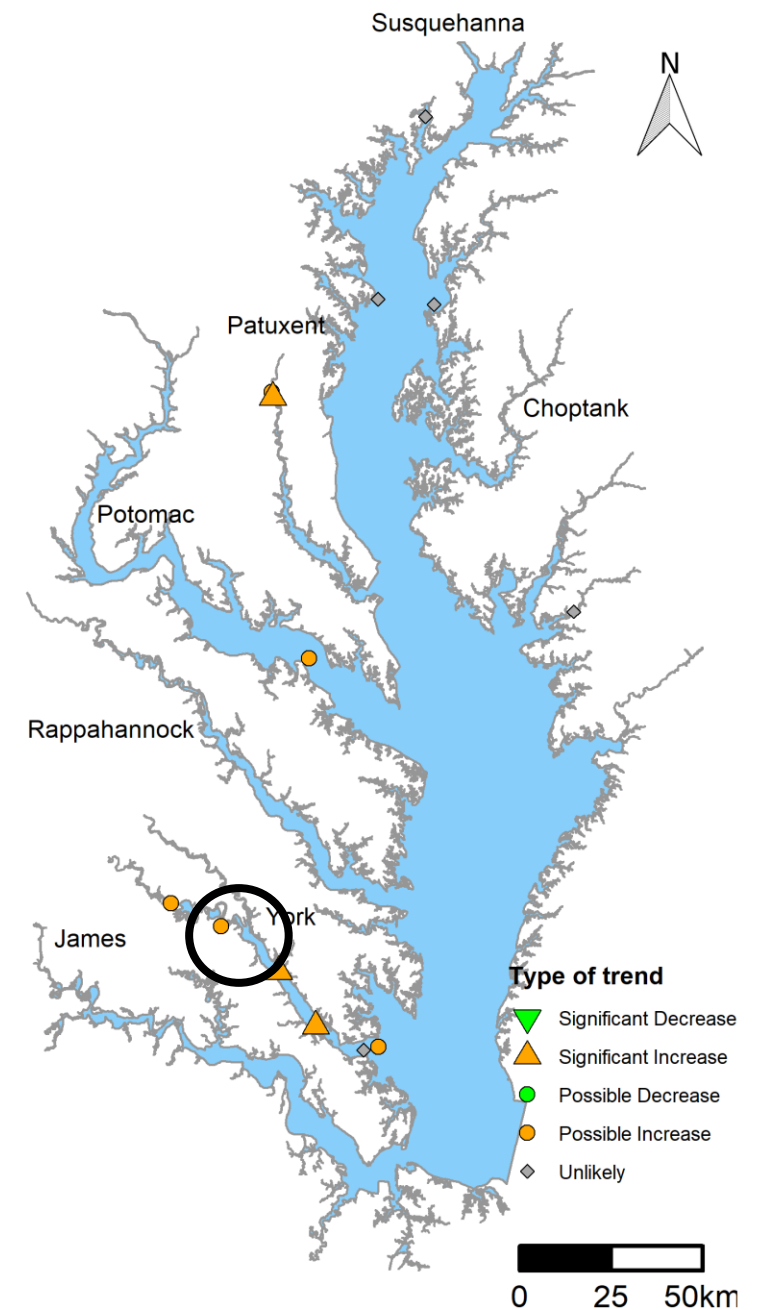 Susquehanna
N
Patuxent
Choptank
Potomac
Rappahannock
York
James
Type of trend
Significant Decrease
Significant Increase
Possible Decrease
Possible Increase
Unlikely
0 25 50km